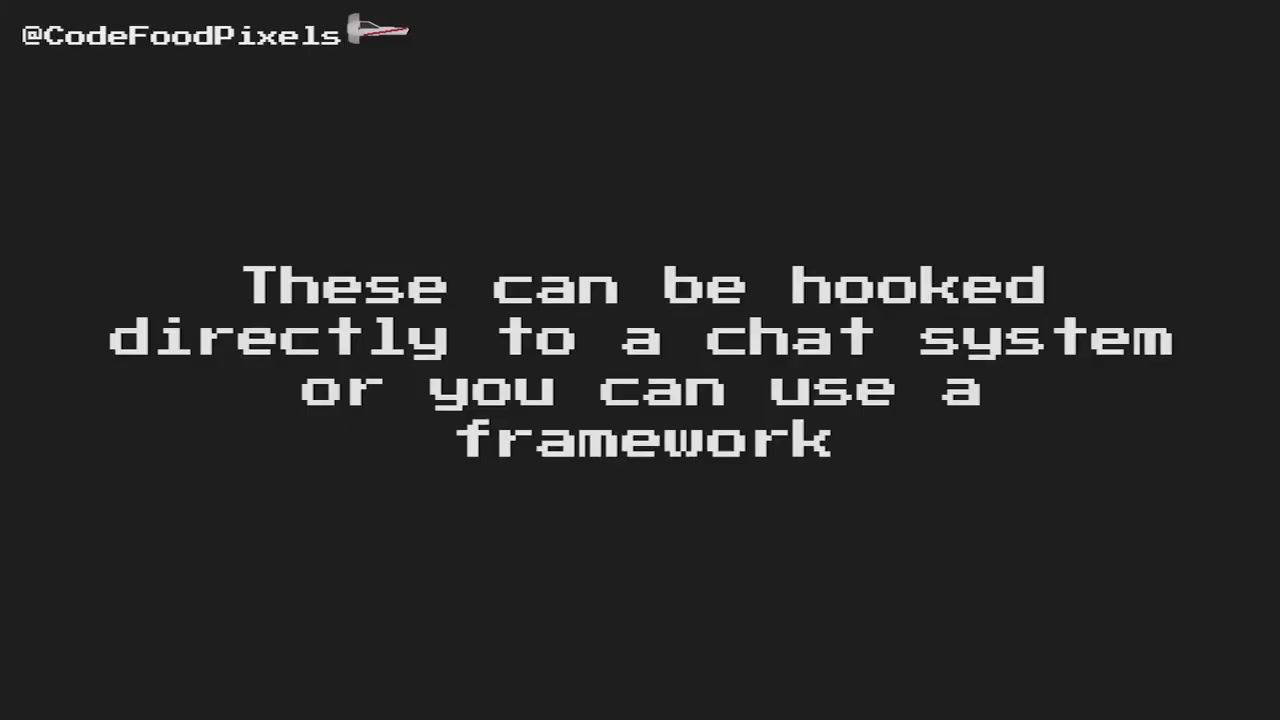 @CodeFoodPixels
These can be hooked
directly to a chat system
or you can use a
framework